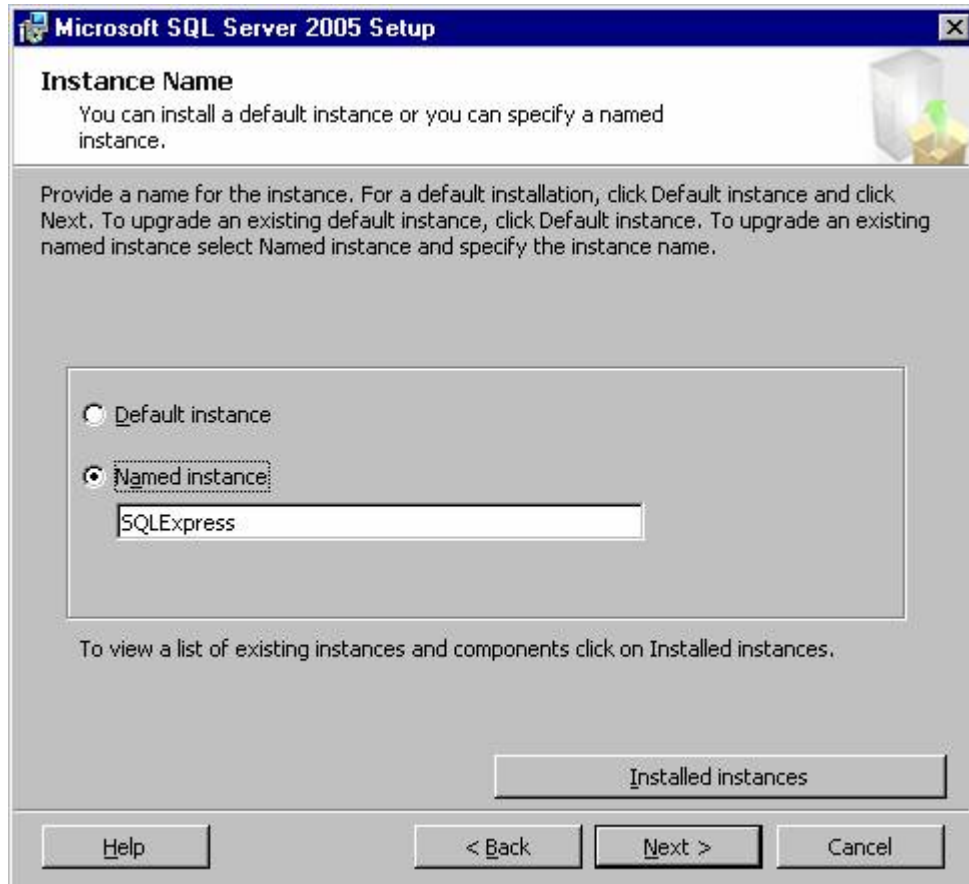 Microsoft SQL Server 2005 Setup
Instance Name
You can install a default instance or you can specify a named
instance.
Provide a name for the instance. For a default installation, click Default instance and click
Next. To upgrade an existing default instance, click Default instance. To upgrade an existing
named instance select Named instance and specify the instance name.
Default instance
Named instance
SQLExpress
To view a list of existing instances and components click on Installed instances.
Installed instances
Help
< Back
Next >
Cancel